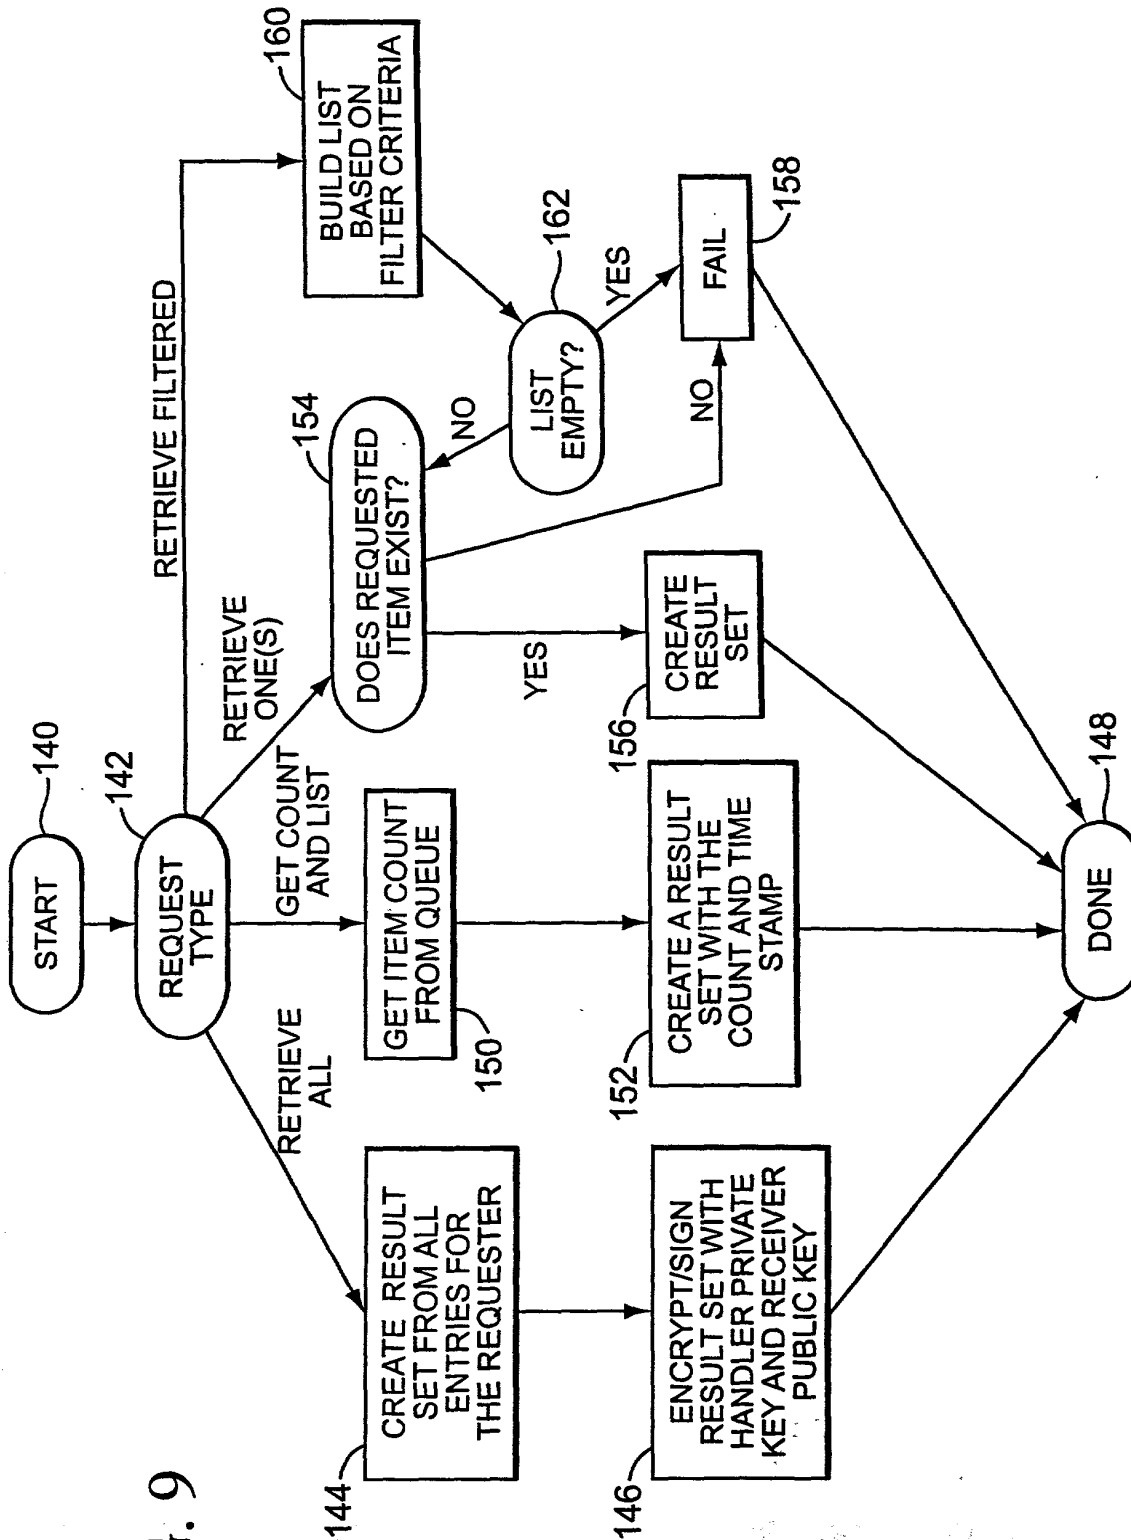 140
START
142
REQUEST
TYPE
RETRIEVE
ALL
GET COUNT
AND LIST
RETRIEVE
ONE(S)
RETRIEVE FILTERED
144
CREATE RESULT
SET FROM ALL
ENTRIES FOR
THE REQUESTER
GET ITEM COUNT
FROM QUEUE
150
154
DOES REQUESTED
ITEM EXIST?
160
BUILD LIST
BASED ON
FILTER CRITERIA
NO
162
LIST
EMPTY?
YES
YES
NO
146
ENCRYPT/SIGN
RESULT SET WITH
HANDLER PRIVATE
KEY AND RECEIVER
PUBLIC KEY
152
CREATE A RESULT
SET WITH THE
COUNT AND TIME
STAMP
156
CREATE
RESULT
SET
FAIL
158
DONE
148
9